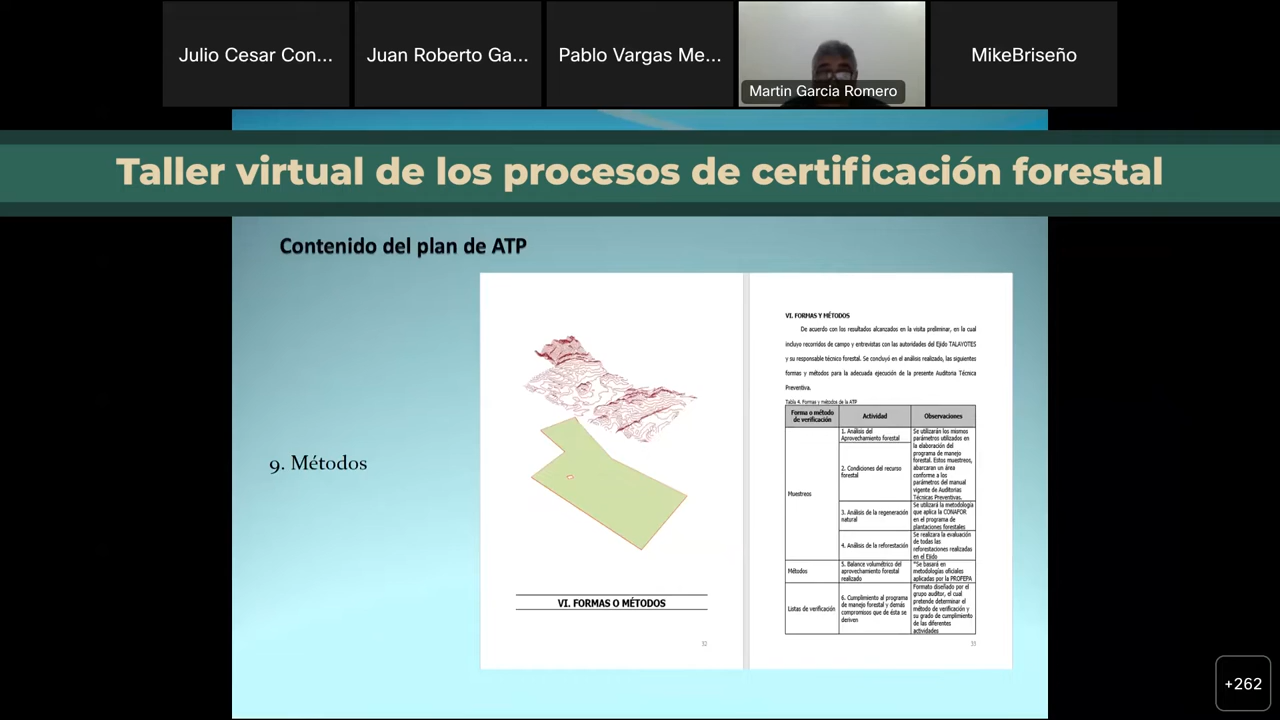 Julio Cesar Con...
Juan Roberto Ga...
Pablo Vargas Me...
Martin Garcia Romero
MikeBriseño
Taller virtual de los procesos de certificación forestal
Contenido del plan de ATP
9. Métodos
VI. FORMAS O MÉTODOS
32
VI. FORMAS Y MÉTODOS
De acuerdo con los resultados alcanzados en la visita preliminar, en la cual
incluyo recorridos de campo y entrevistas con las autoridades del Ejido TALAYOTES
y su responsable técnico forestal. Se concluyó en el análisis realizado, las siguientes
formas y métodos para la adecuada ejecución de la presente Auditoria Técnica
Preventiva.
Tabla 4. Formas y métodos de la ATP
Forma o método
de verificación
Actividad
Observaciones
Muestreos
1. Análisis del
Aprovechamiento forestal
2. Condiciones del recurso
forestal
Se utilizarán los mismos
parámetros utilizados en
la elaboración del
programa de manejo
forestal. Estos muestreos,
abarcaran un área
conforme a los
parámetros del manual
vigente de Auditorias
Técnicas Preventivas.
3. Análisis de la regeneración
natural
Se utilizará la metodología
que aplica la CONAFOR
en el programa de
plantaciones forestales
4. Análisis de la reforestación
Se realizara la evaluación
de todas las
reforestaciones realizadas
en el Ejido
Métodos
5. Balance volumétrico del
aprovechamiento forestal
realizado
"Se basará en
metodologías oficiales
aplicadas por la PROFEPA
Listas de verificación
6. Cumplimiento al programa
de manejo forestal y demás
compromisos que de ésta se
deriven
Formato diseñado por el
grupo auditor, el cual
pretende determinar el
método de verificación y
su grado de cumplimiento
de las diferentes
actividades
33
+262